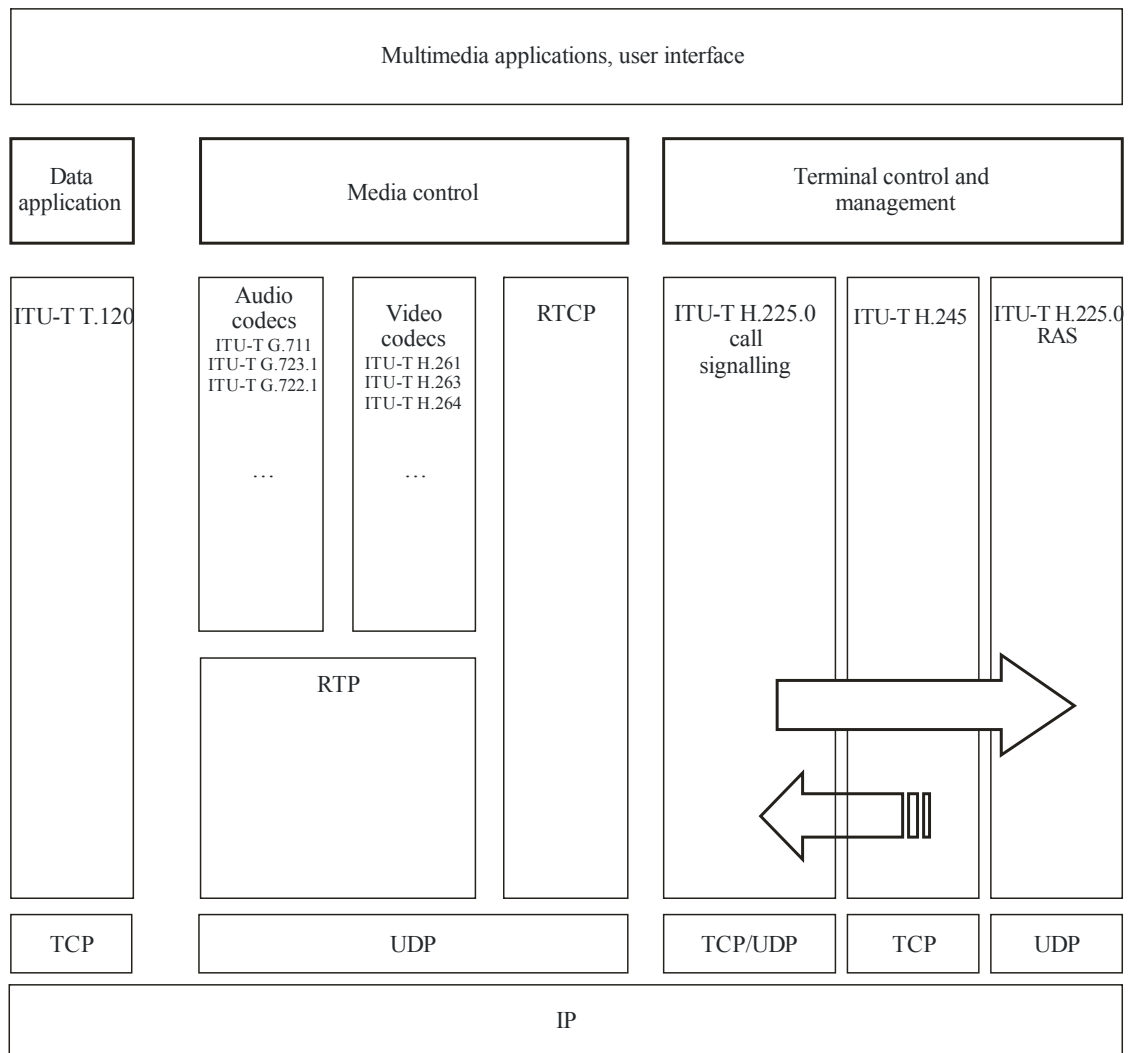 Multimedia applications, user interface
Data
application
Media control
Terminal control and
management
ITU-T T.120
Audio
codecs
ITU-T G.711
ITU-T G.723.1
ITU-T G.722.1
…
Video
codecs
ITU-T H.261
ITU-T H.263
ITU-T H.264
…
RTCP
RTP
ITU-T H.225.0
call
signalling
ITU-T H.245
ITU-T H.225.0
RAS
TCP
UDP
TCP/UDP
TCP
UDP
IP